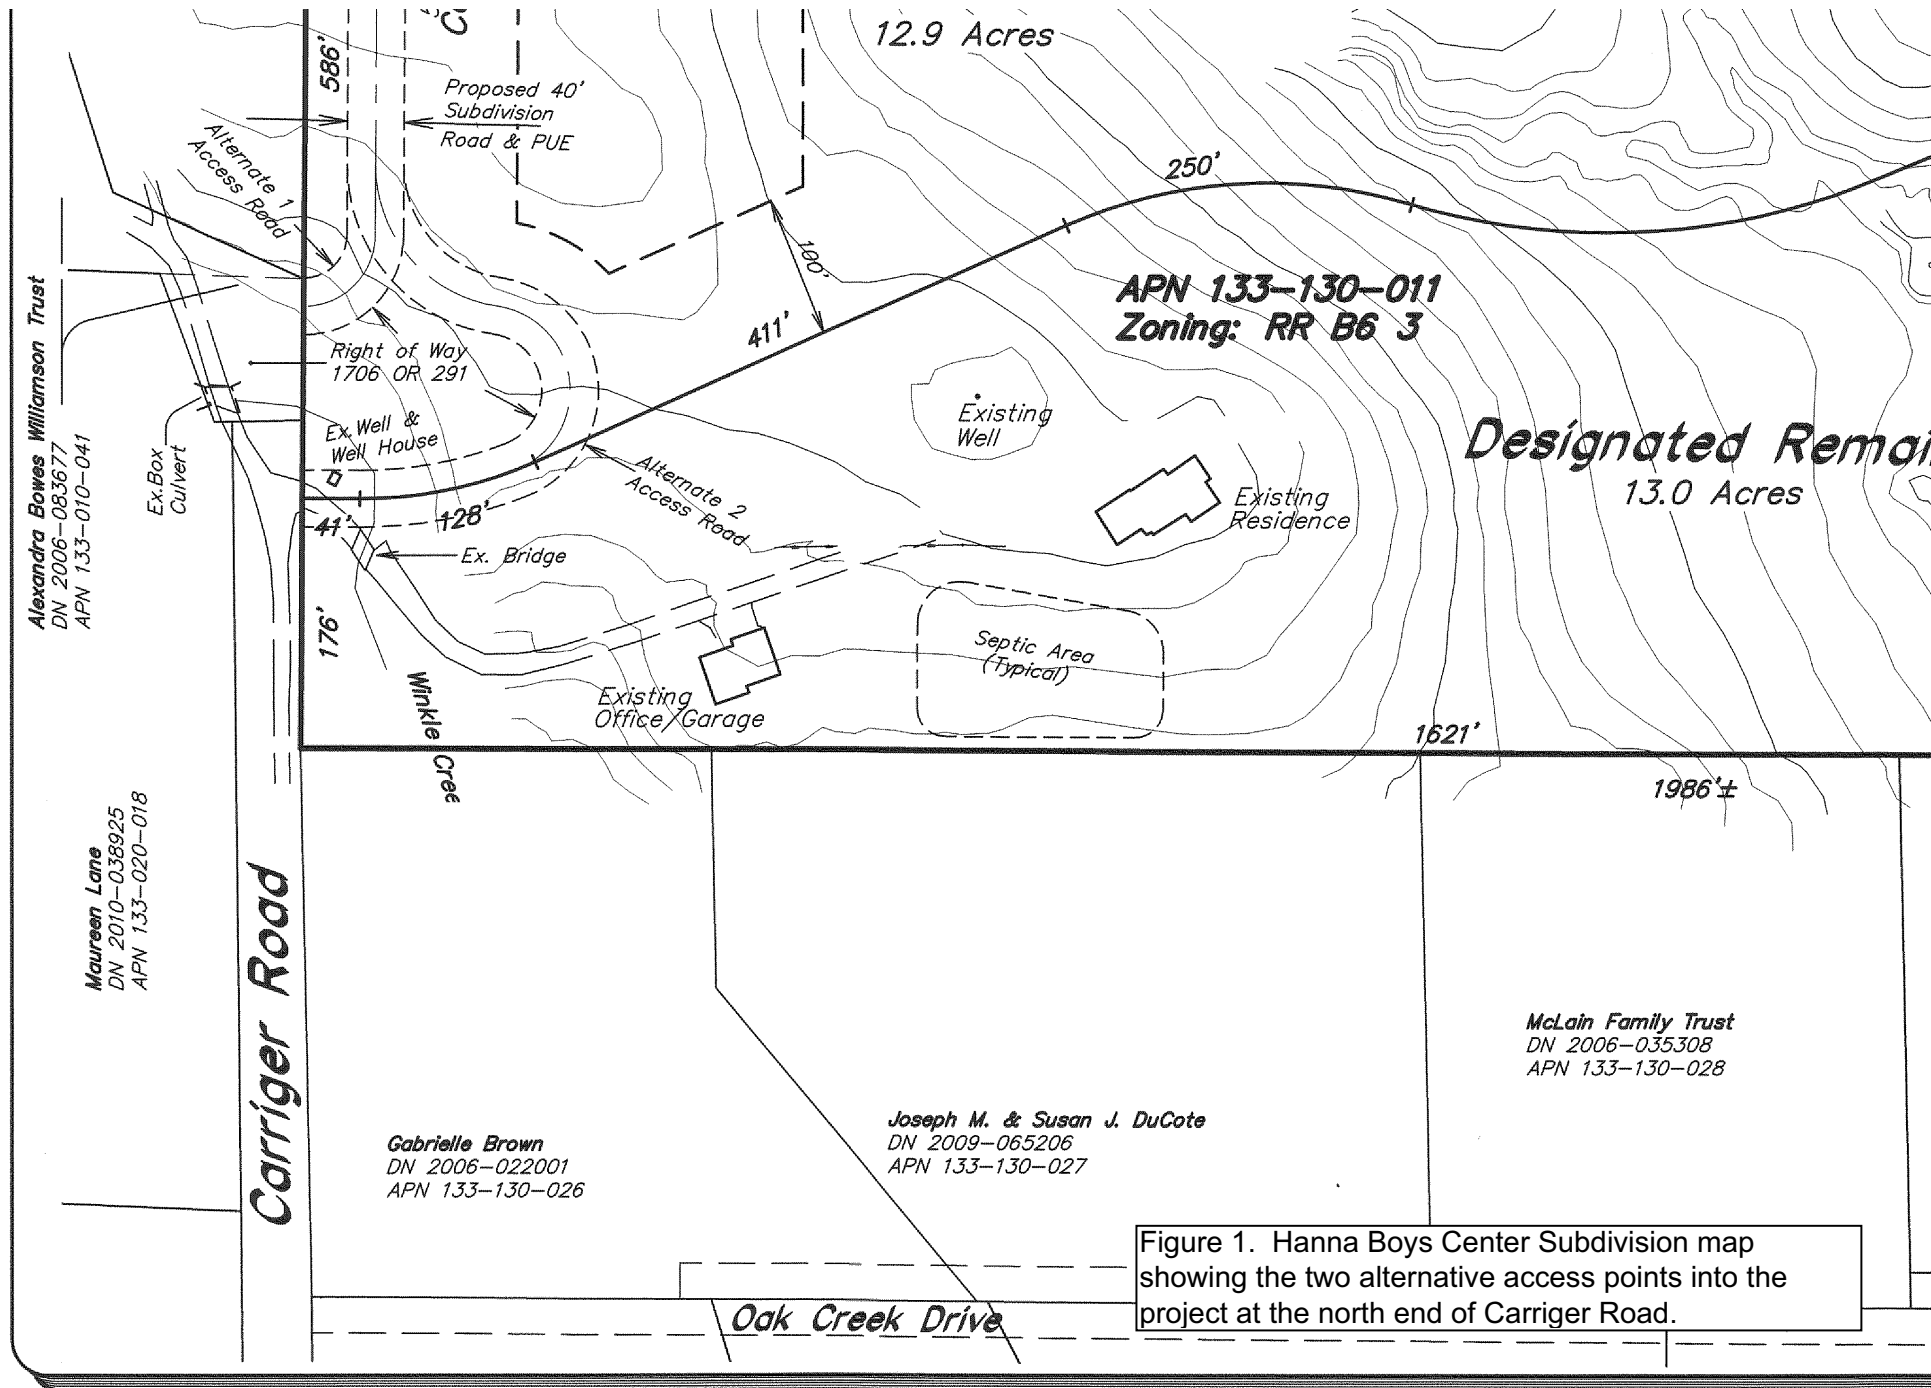 12.9 Acres
586'
Proposed 40'
Subdivision
Road & PUE
Alternate 1
Access Road
250'
100'
APN 133-130-011
Zoning: RR B6 3
411'
Right of Way
1706 OR 291
Alexandra Bowes Williamson Trust
DN 2006-083677
APN 133-010-041
Ex.Box
Culvert
Ex.Well &
Well House
Existing
Well
Designated Remai
13.0 Acres
Alternate 2
Access Road
Existing
Residence
41'
128'
Ex. Bridge
176'
Septic Area
(Typical)
Winkle Cree
Existing
Office/Garage
1621'
1986'±
Maureen Lane
DN 2010-038925
APN 133-020-018
Carriger Road
McLain Family Trust
DN 2006-035308
APN 133-130-028
Joseph M. & Susan J. DuCote
DN 2009-065206
APN 133-130-027
Gabrielle Brown
DN 2006-022001
APN 133-130-026
Figure 1. Hanna Boys Center Subdivision map
showing the two alternative access points into the
project at the north end of Carriger Road.
Oak Creek Drive